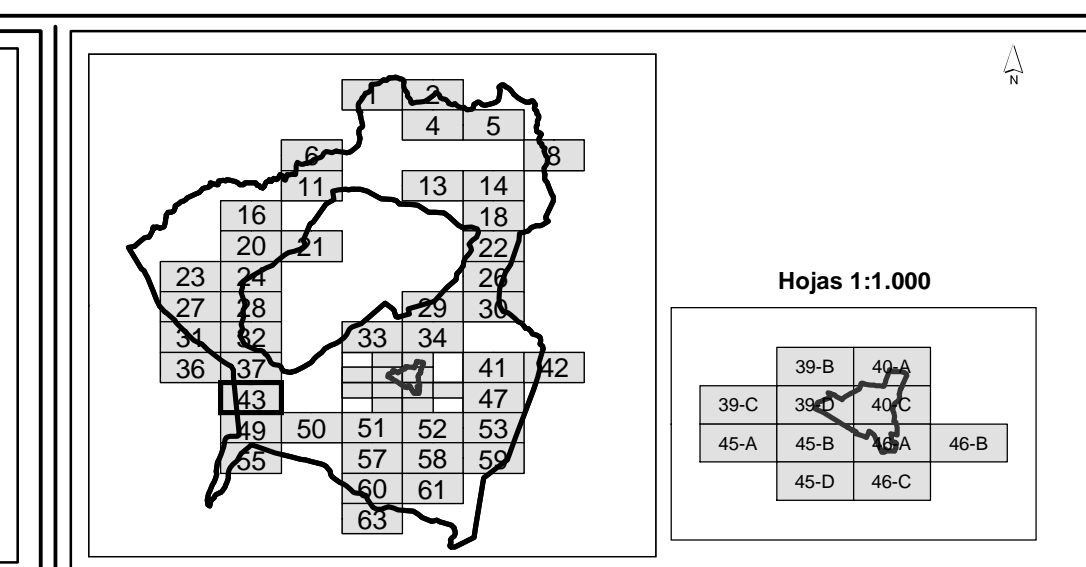 N
1 2
4 5
6 8
11 13 14
16 18
20 21 22
23 24 26
27 28 29 30
31 32 33 34
36 37 41 42
43 47
49 50 51 52 53
55 57 58 59
60 61
63
Hojas 1:1.000
39-B 40-A
39-C 39-D 40-C
45-A 45-B 46-A 46-B
45-D 46-C